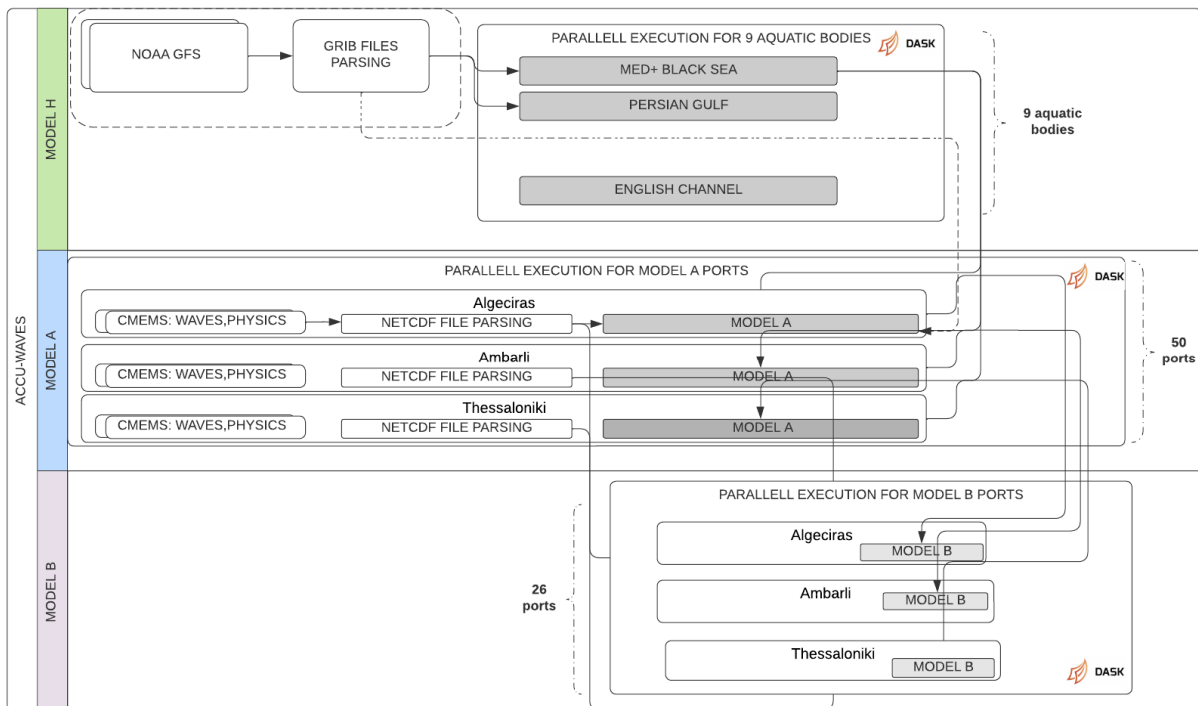 ACCU-WAVES
MODEL H
NOAA GFS
GRIB FILES
PARSING
PARALLELL EXECUTION FOR 9 AQUATIC BODIES
DASK
MED+ BLACK SEA
PERSIAN GULF
ENGLISH CHANNEL
9 aquatic
bodies
MODEL A
PARALLELL EXECUTION FOR MODEL A PORTS
DASK
Algeciras
CMEMS: WAVES,PHYSICS
NETCDF FILE PARSING
MODEL A
Ambarli
CMEMS: WAVES,PHYSICS
NETCDF FILE PARSING
MODEL A
Thessaloniki
CMEMS: WAVES,PHYSICS
NETCDF FILE PARSING
MODEL A
50
ports
MODEL B
PARALLELL EXECUTION FOR MODEL B PORTS
Algeciras
MODEL B
Ambarli
MODEL B
Thessaloniki
MODEL B
DASK
26
ports